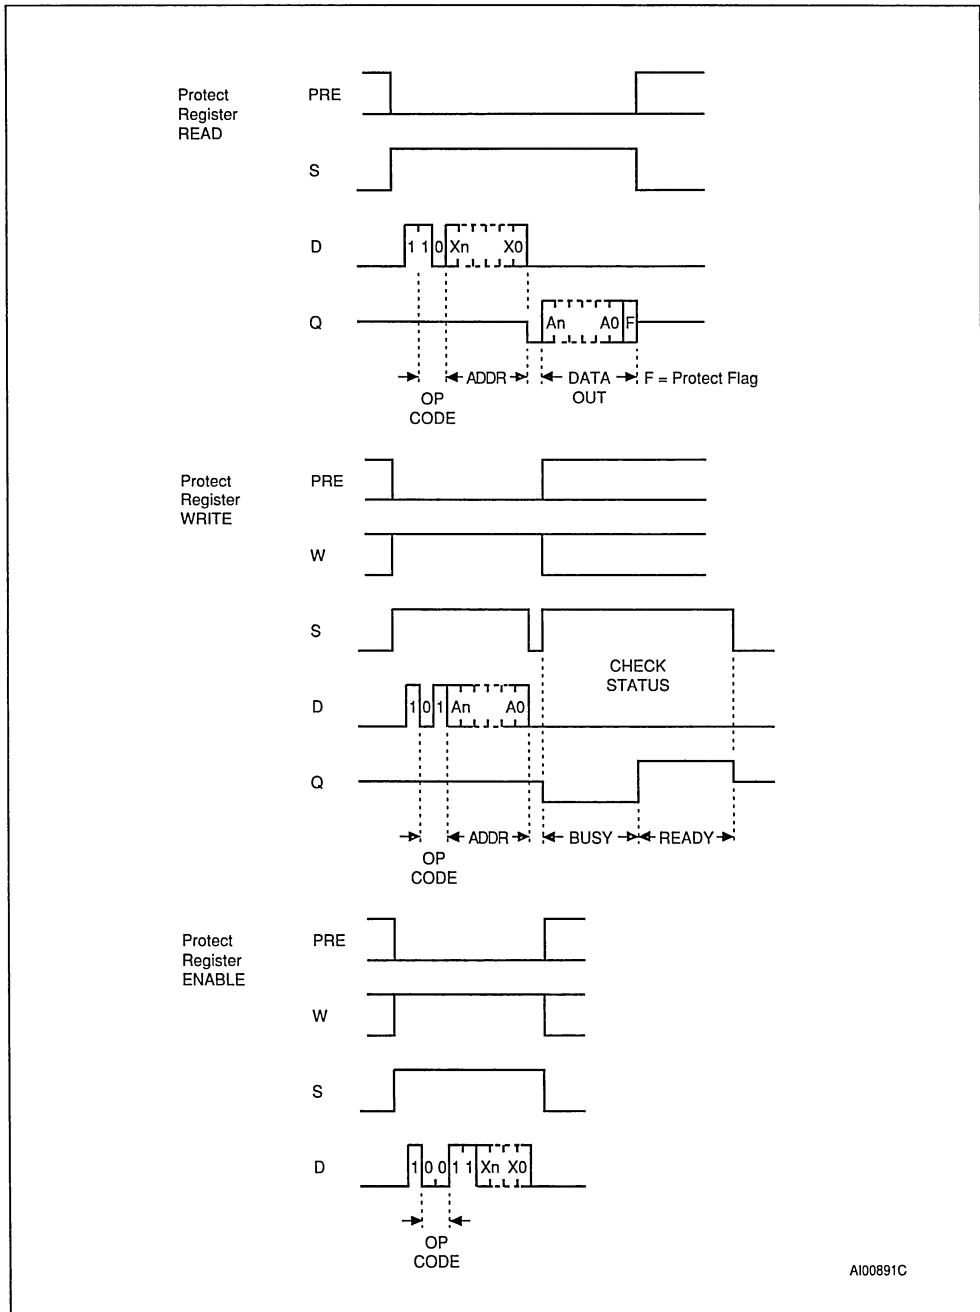 Protect
Register
READ
PRE
S
D
1 1 0 Xn X0
Q
An A0 F
ADDR
DATA
OUT
F = Protect Flag
OP
CODE
Protect
Register
WRITE
PRE
W
S
CHECK
STATUS
D
1 0 1 An A0
Q
ADDR
BUSY
READY
OP
CODE
Protect
Register
ENABLE
PRE
W
S
D
1 0 0 1 1 Xn X0
OP
CODE
AI00891C